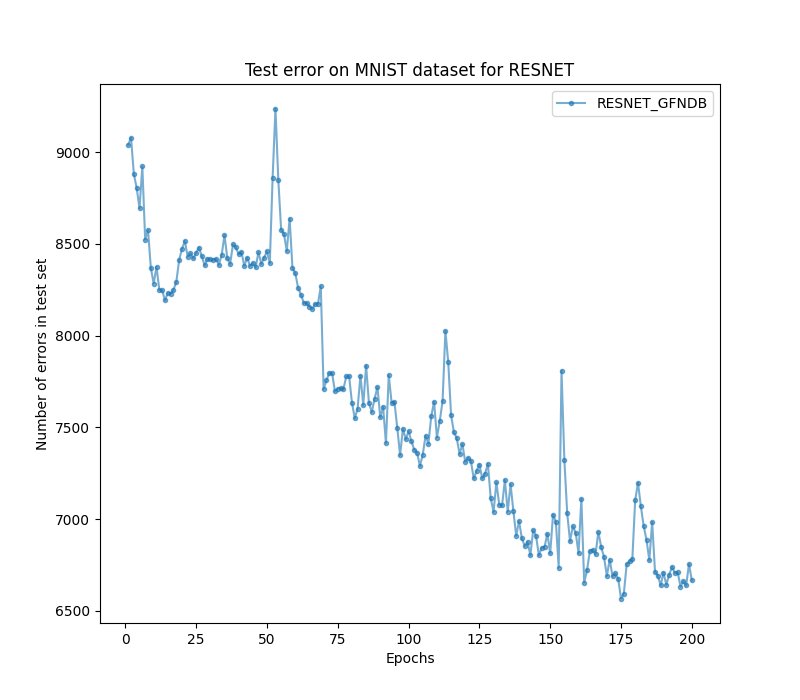 Test error on MNIST dataset for RESNET
RESNET_GFNDB
Number of errors in test set
9000
8500
8000
7500
7000
6500
0 25 50 75 100 125 150 175 200
Epochs